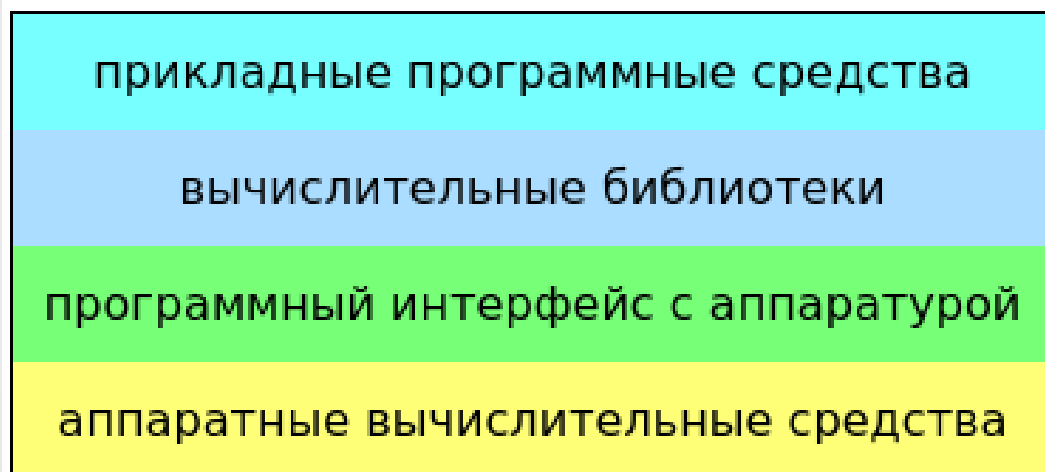 прикладные программные средства
вычислительные библиотеки
программный интерфейс с аппаратурой
аппаратные вычислительные средства